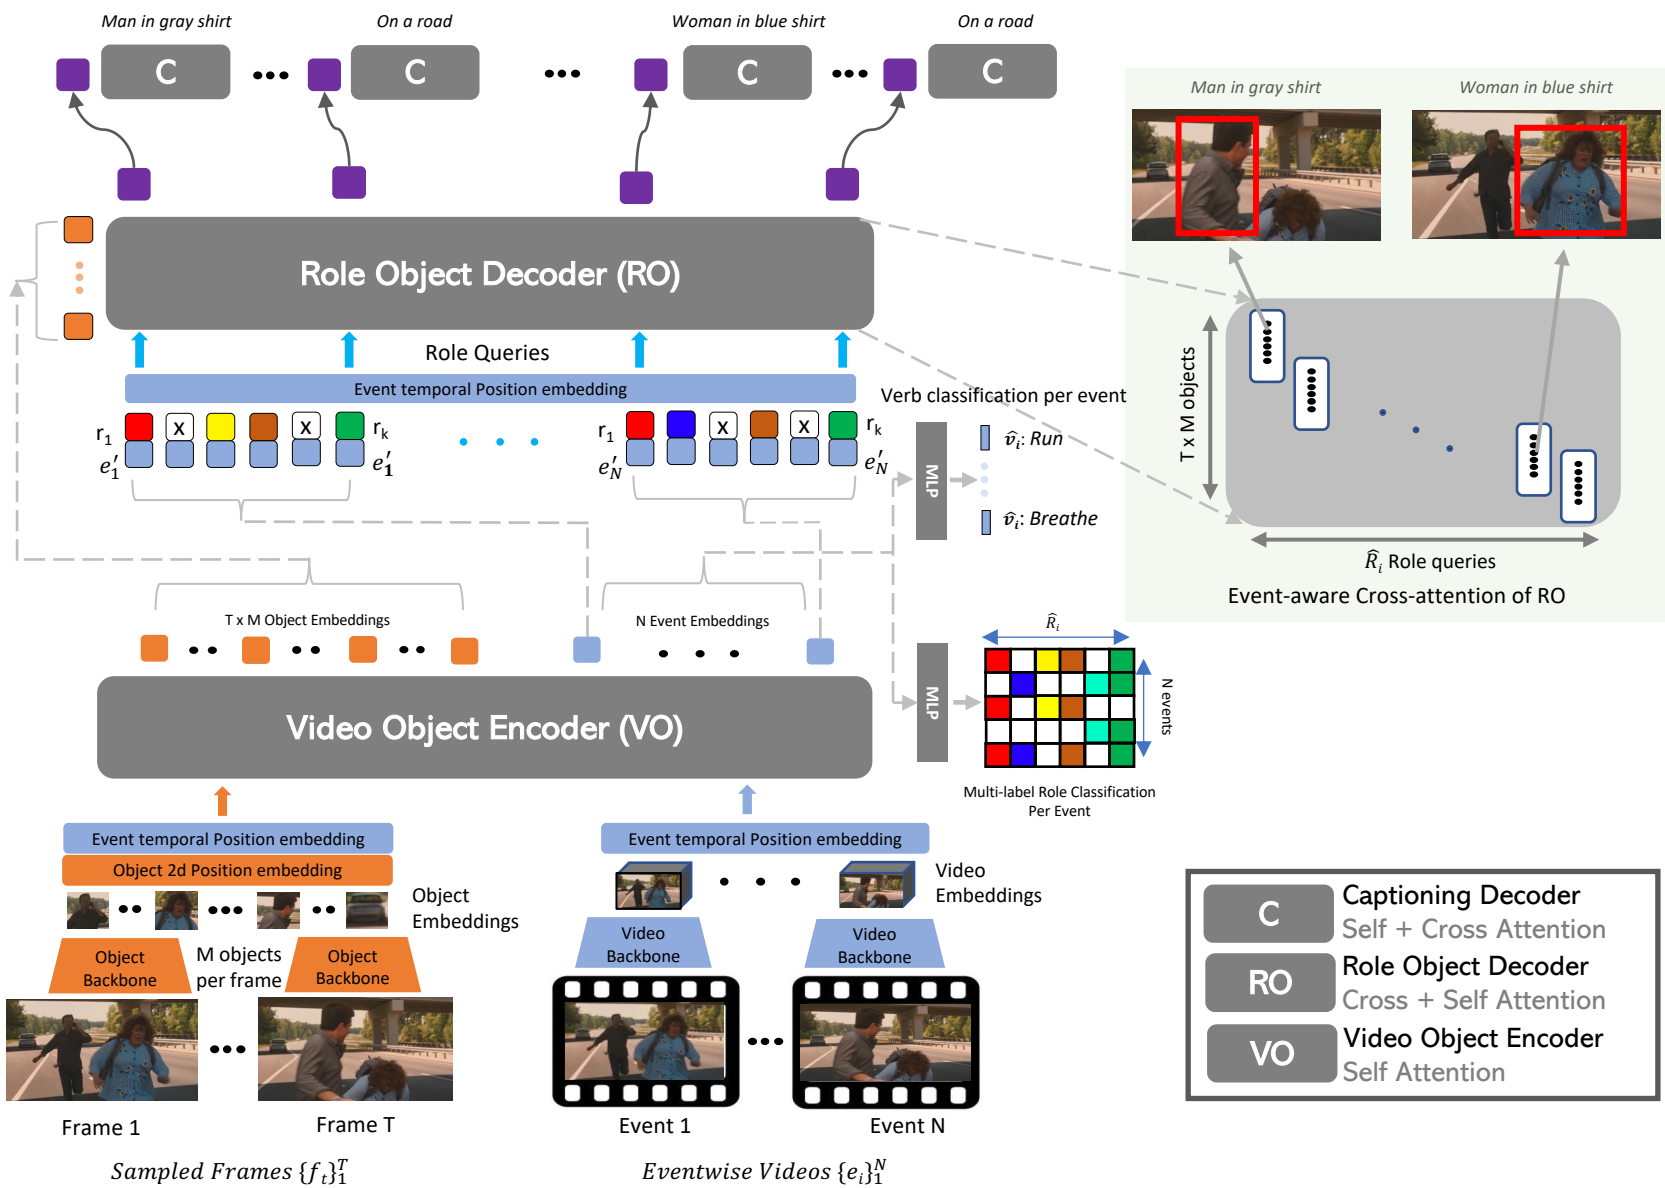 Man in gray shirt
On a road
Woman in blue shirt
On a road
C
C
C
C
Man in gray shirt
Woman in blue shirt
Role Object Decoder (RO)
Role Queries
Event temporal Position embedding
r₁
X
X
rₖ
e′₁
e′₁
r₁
X
X
rₖ
e′N
e′N
Verb classification per event
MLP
v̂ᵢ: Run
v̂ᵢ: Breathe
T x M objects
R̂ᵢ Role queries
Event-aware Cross-attention of RO
T x M Object Embeddings
N Event Embeddings
MLP
R̂ᵢ
N events
Multi-label Role Classification
Per Event
Video Object Encoder (VO)
Event temporal Position embedding
Object 2d Position embedding
Object
Embeddings
Object
Backbone
M objects
per frame
Object
Backbone
Frame 1
Frame T
Sampled Frames {fₜ}₁ᵀ
Event temporal Position embedding
Video
Embeddings
Video
Backbone
Video
Backbone
Event 1
Event N
Eventwise Videos {eᵢ}₁ᴺ
C
Captioning Decoder
Self + Cross Attention
RO
Role Object Decoder
Cross + Self Attention
VO
Video Object Encoder
Self Attention